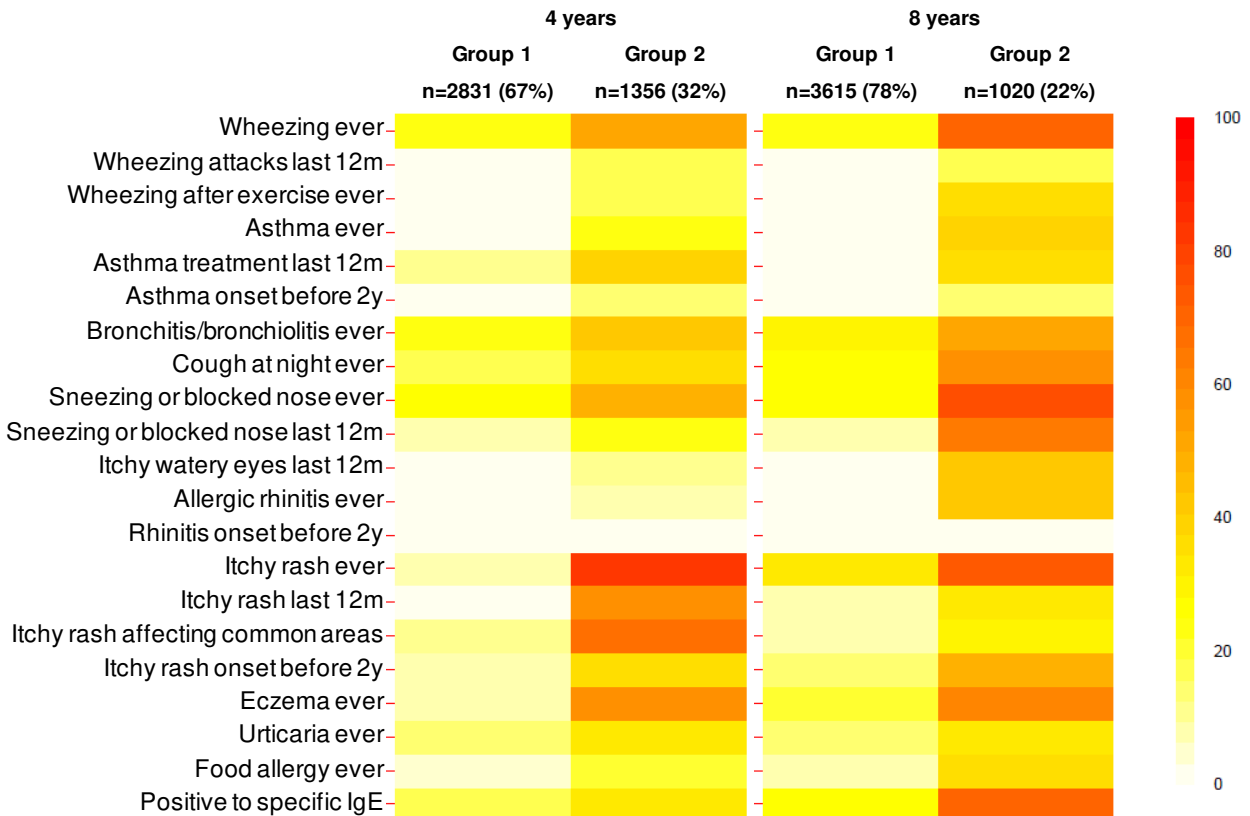 4 years 8 years
Group 1 Group 2 Group 1 Group 2
n=2831 (67%) n=1356 (32%) n=3615 (78%) n=1020 (22%)
Wheezing ever
Wheezing attacks last 12m
Wheezing after exercise ever
Asthma ever
Asthma treatment last 12m
Asthma onset before 2y
Bronchitis/bronchiolitis ever
Cough at night ever
Sneezing or blocked nose ever
Sneezing or blocked nose last 12m
Itchy watery eyes last 12m
Allergic rhinitis ever
Rhinitis onset before 2y
Itchy rash ever
Itchy rash last 12m
Itchy rash affecting common areas
Itchy rash onset before 2y
Eczema ever
Urticaria ever
Food allergy ever
Positive to specific IgE
100
80
60
40
20
0